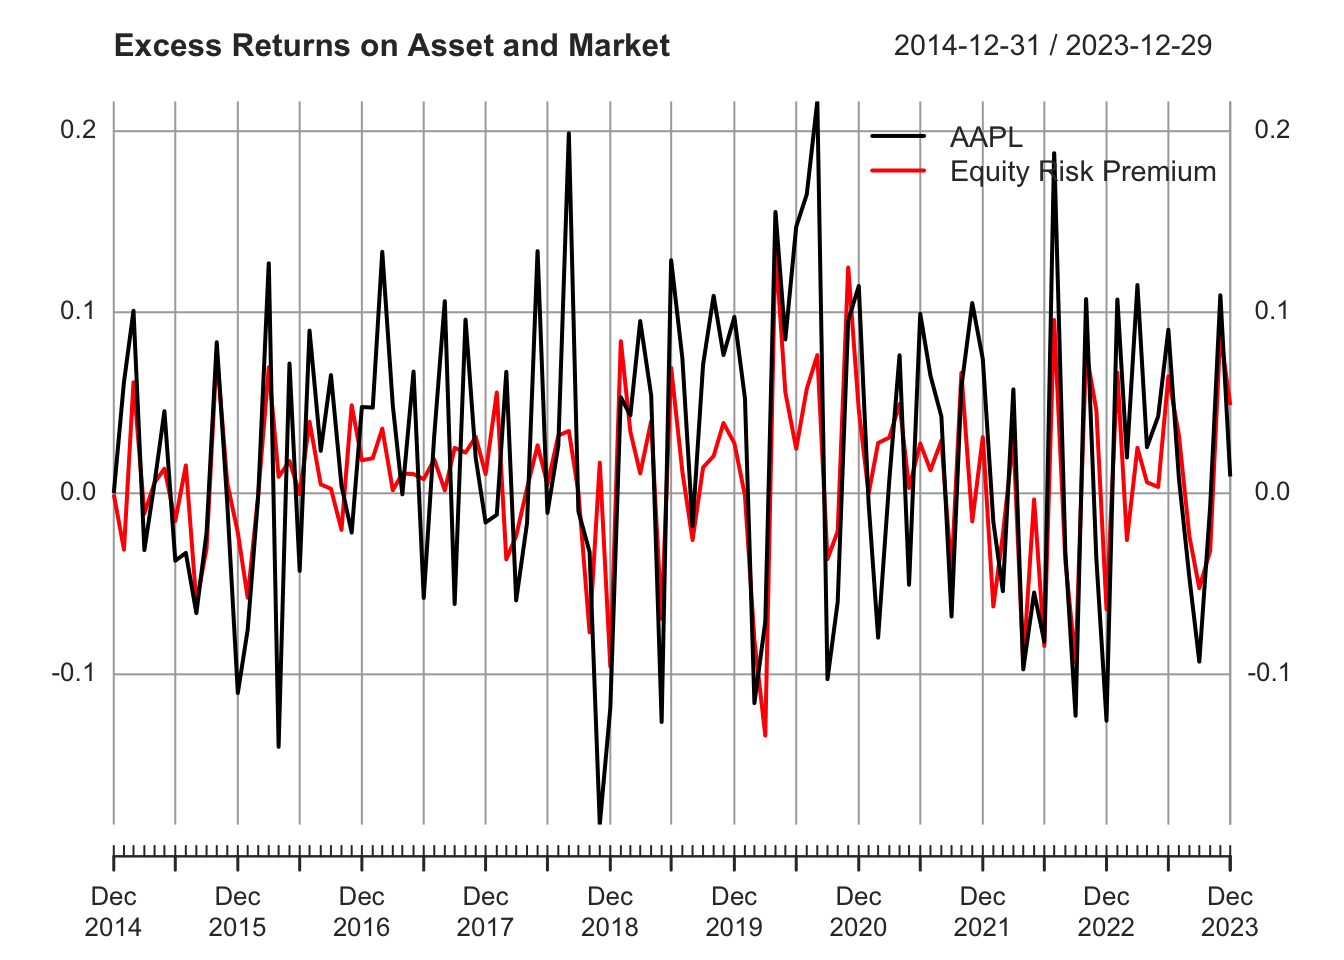 Excess Returns on Asset and Market
2014-12-31 / 2023-12-29
0.2
0.1
0.0
-0.1
0.2
0.1
0.0
-0.1
AAPL
Equity Risk Premium
Dec
2014
Dec
2015
Dec
2016
Dec
2017
Dec
2018
Dec
2019
Dec
2020
Dec
2021
Dec
2022
Dec
2023